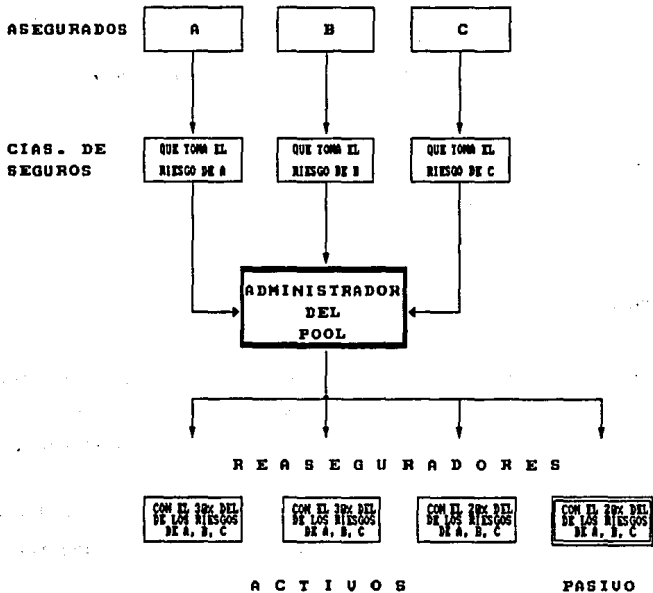 ASEGURADOS A B C
CIAS. DE
SEGUROS
QUE TOMA EL
RIESGO DE A
QUE TOMA EL
RIESGO DE B
QUE TOMA EL
RIESGO DE C
ADMINISTRADOR
DEL
POOL
R E A S E G U R A D O R E S
CON EL 30% DEL
DE LOS RIESGOS
DE A, B, C
CON EL 30% DEL
DE LOS RIESGOS
DE A, B, C
CON EL 20% DEL
DE LOS RIESGOS
DE A, B, C
CON EL 20% DEL
DE LOS RIESGOS
DE A, B, C
A C T I V O S PASIVO